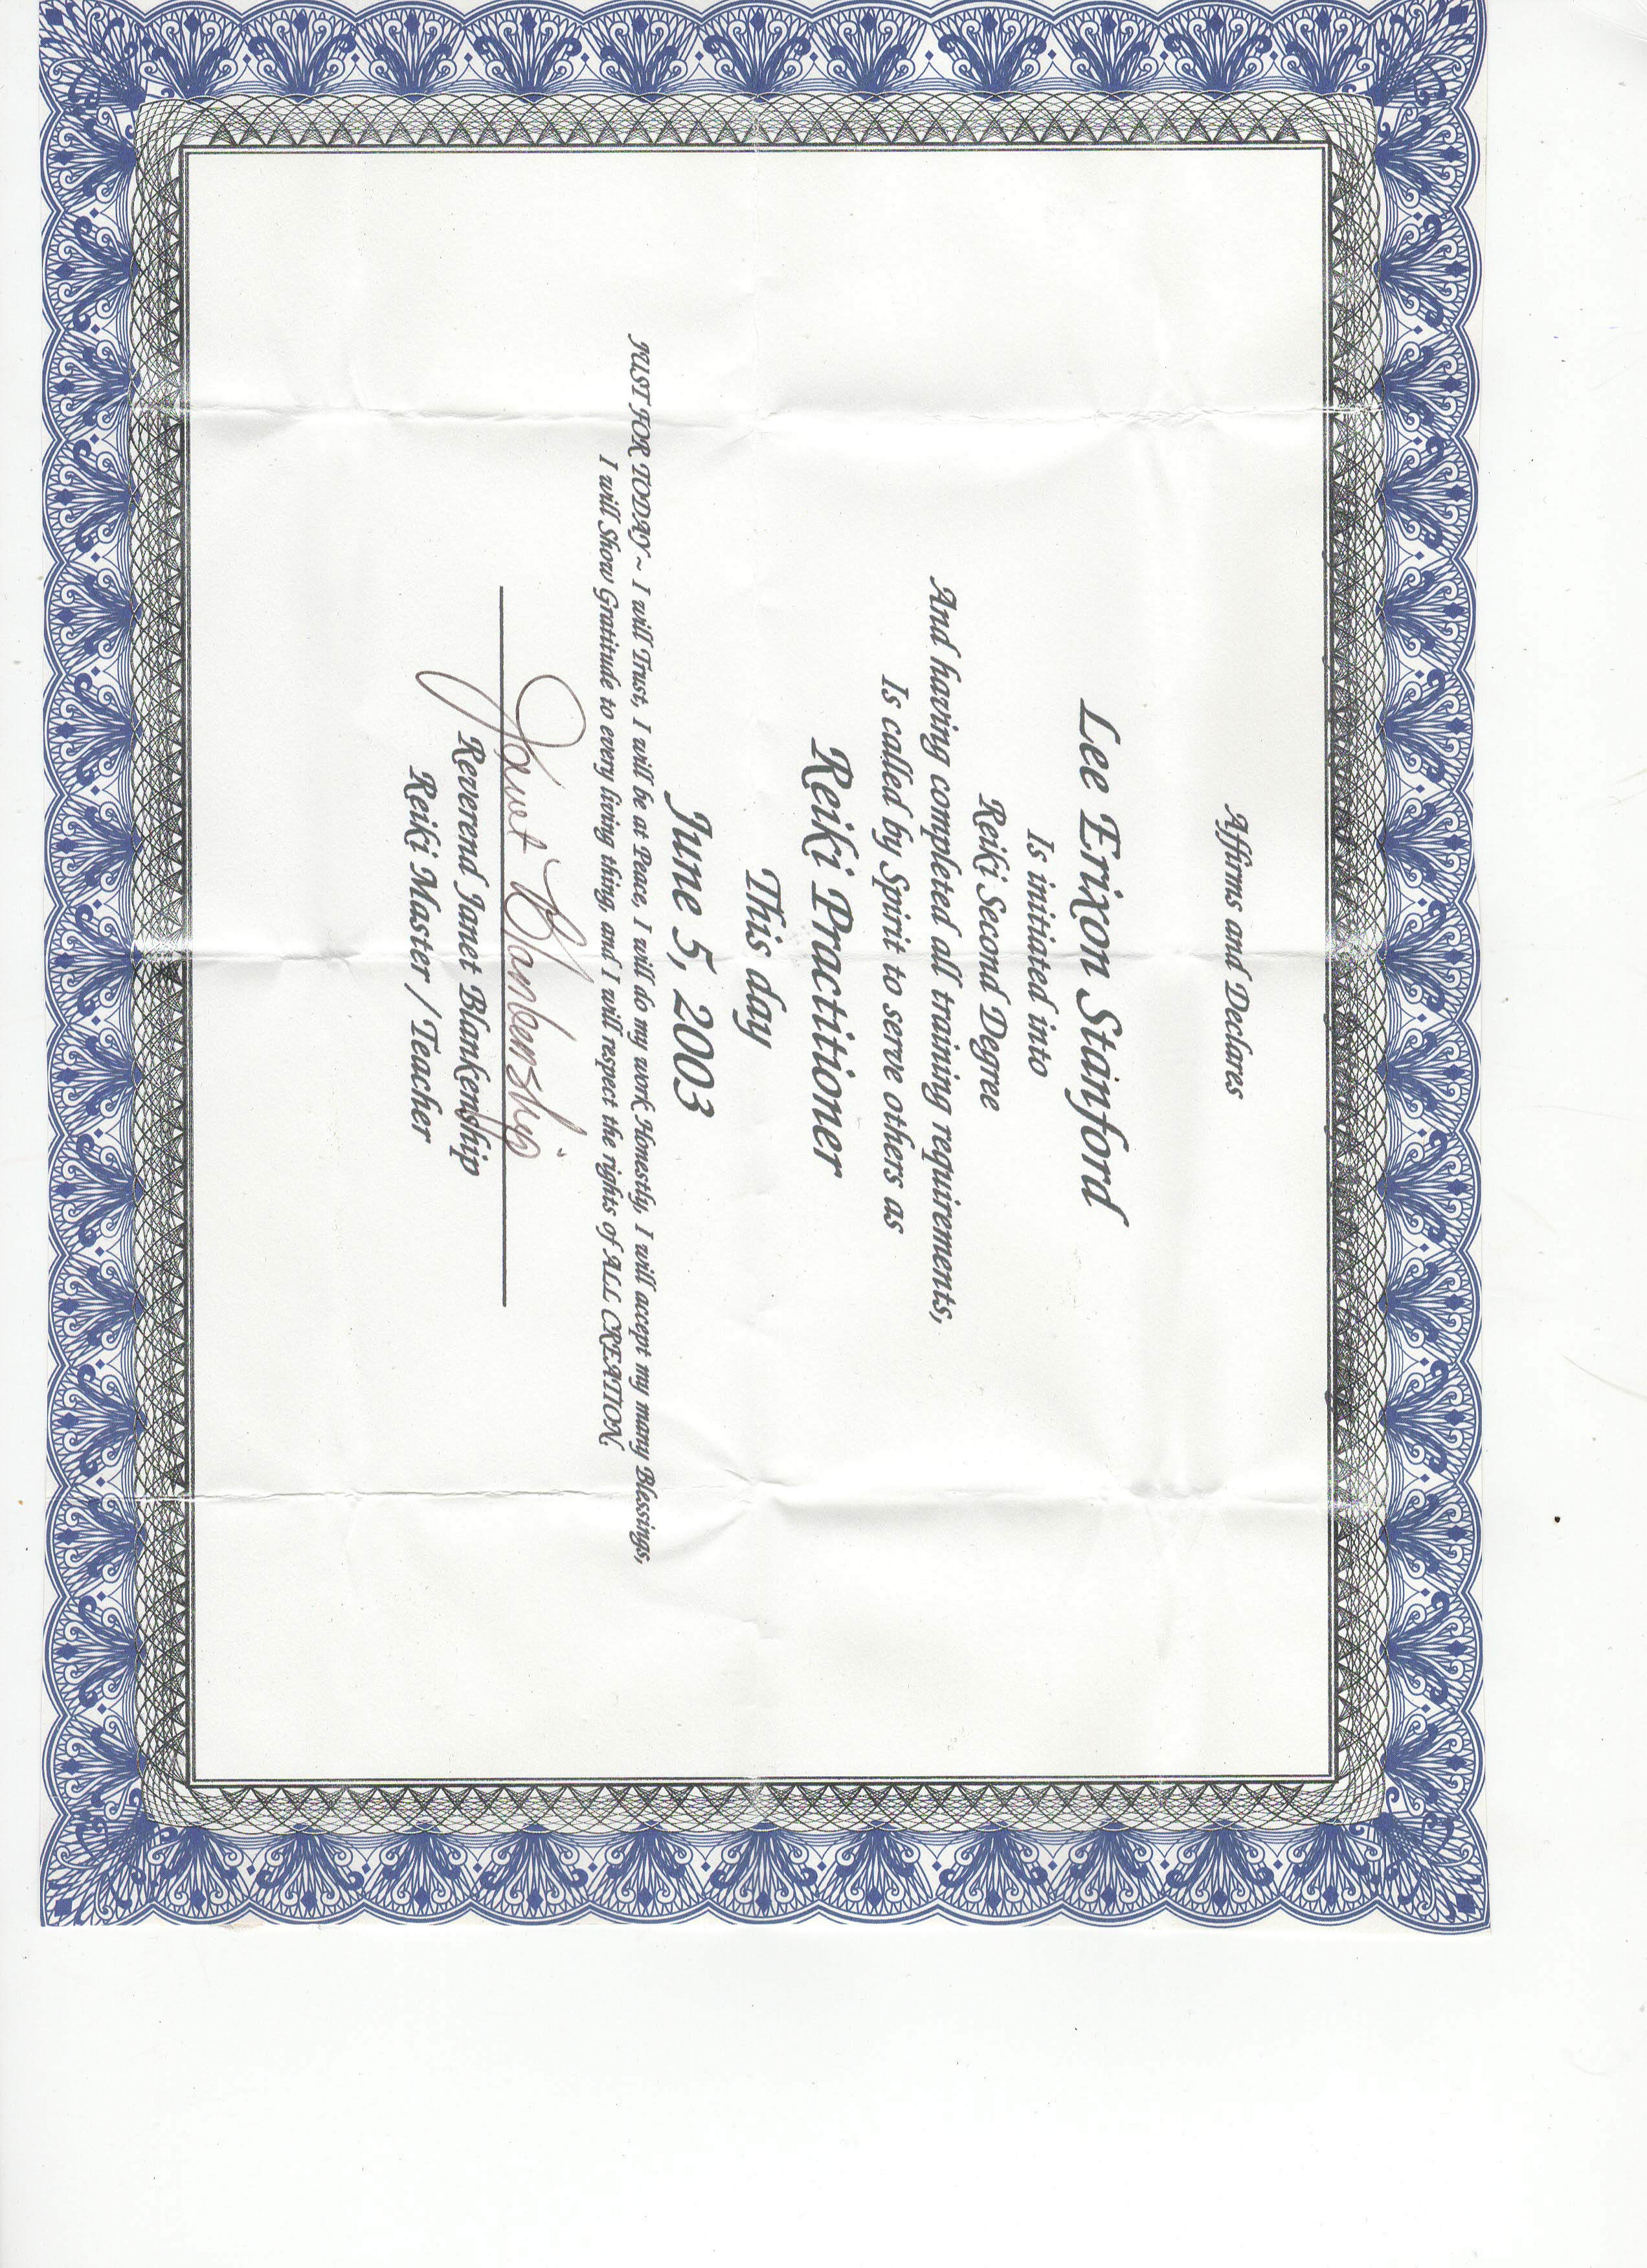 Affirms and Declares
Lee Erixon Stanford
Is initiated into
Reiki Second Degree
And having completed all training requirements,
Is called by Spirit to serve others as
Reiki Practitioner
This day
June 5, 2003
JUST FOR TODAY ~ I will Trust, I will be at Peace, I will do my work Honestly, I will accept my many Blessings,
I will Show Gratitude to every living thing, and I will respect the rights of ALL CREATION
Janet Blankenship
Reverend Janet Blankenship
Reiki Master / Teacher